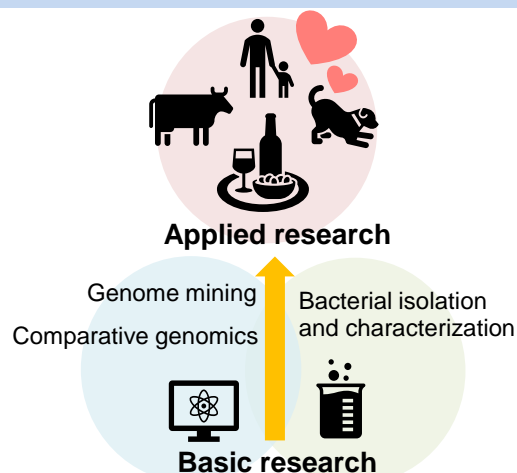 Applied research
Genome mining
Comparative genomics
Bacterial isolation
and characterization
Basic research